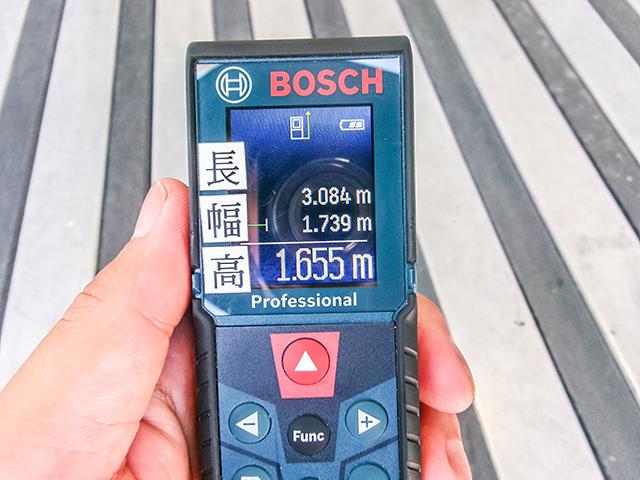 BOSCH
長 3.084 m
幅 1.739 m
高 1.655 m
Professional
Func